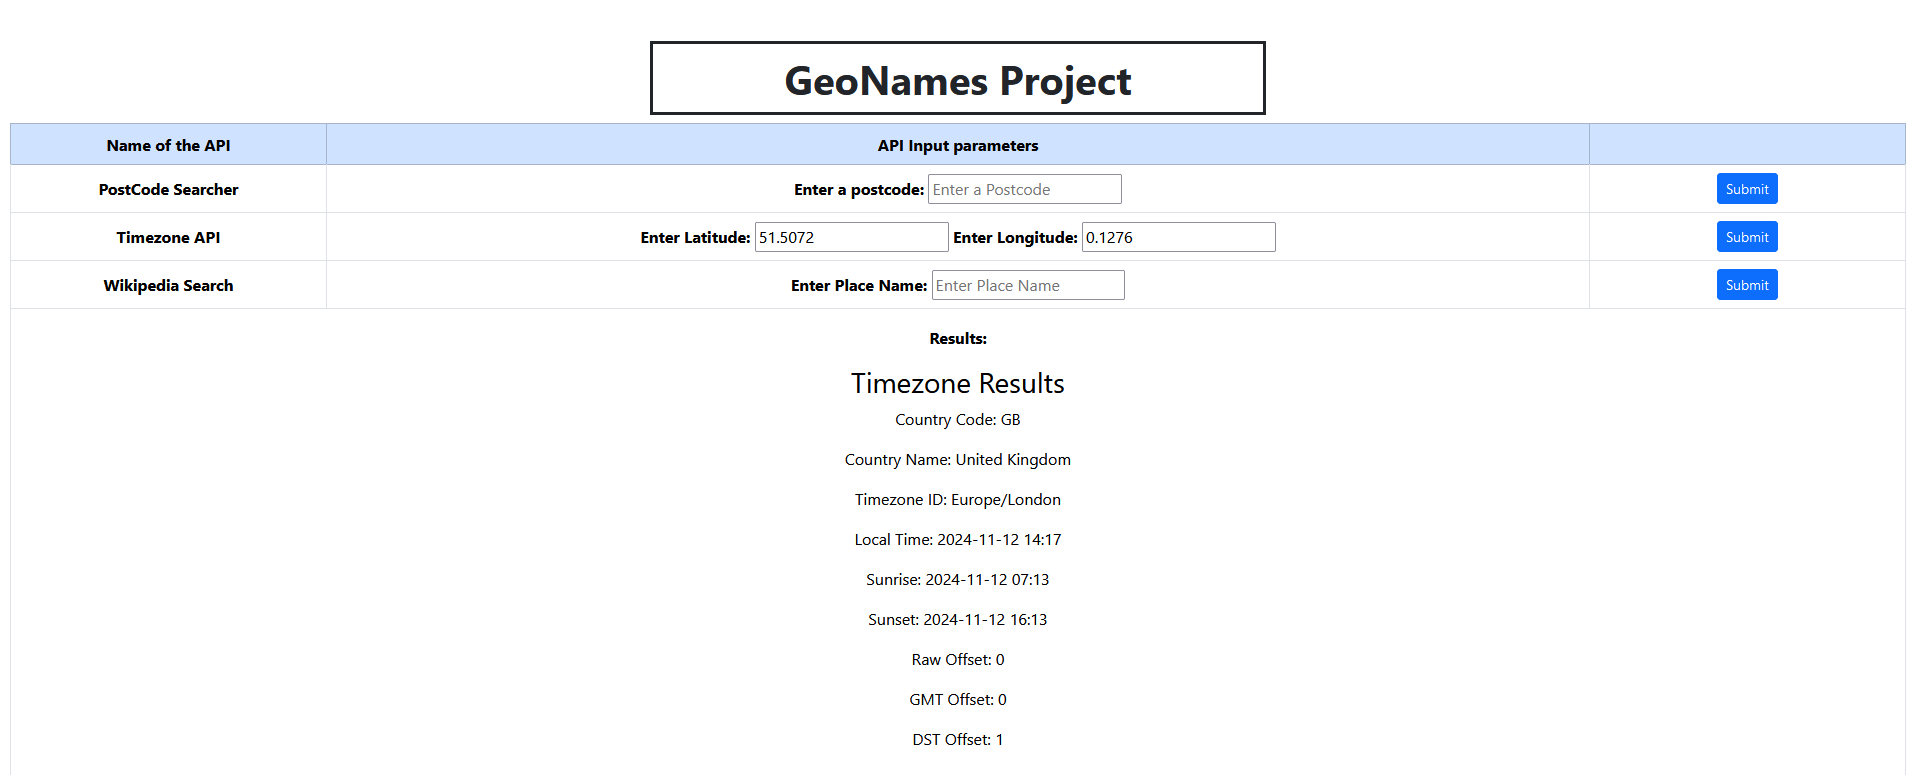 GeoNames Project
Name of the API API Input parameters
PostCode Searcher Enter a postcode: Enter a Postcode Submit
Timezone API Enter Latitude: 51.5072 Enter Longitude: 0.1276 Submit
Wikipedia Search Enter Place Name: Enter Place Name Submit
Results:
Timezone Results
Country Code: GB
Country Name: United Kingdom
Timezone ID: Europe/London
Local Time: 2024-11-12 14:17
Sunrise: 2024-11-12 07:13
Sunset: 2024-11-12 16:13
Raw Offset: 0
GMT Offset: 0
DST Offset: 1